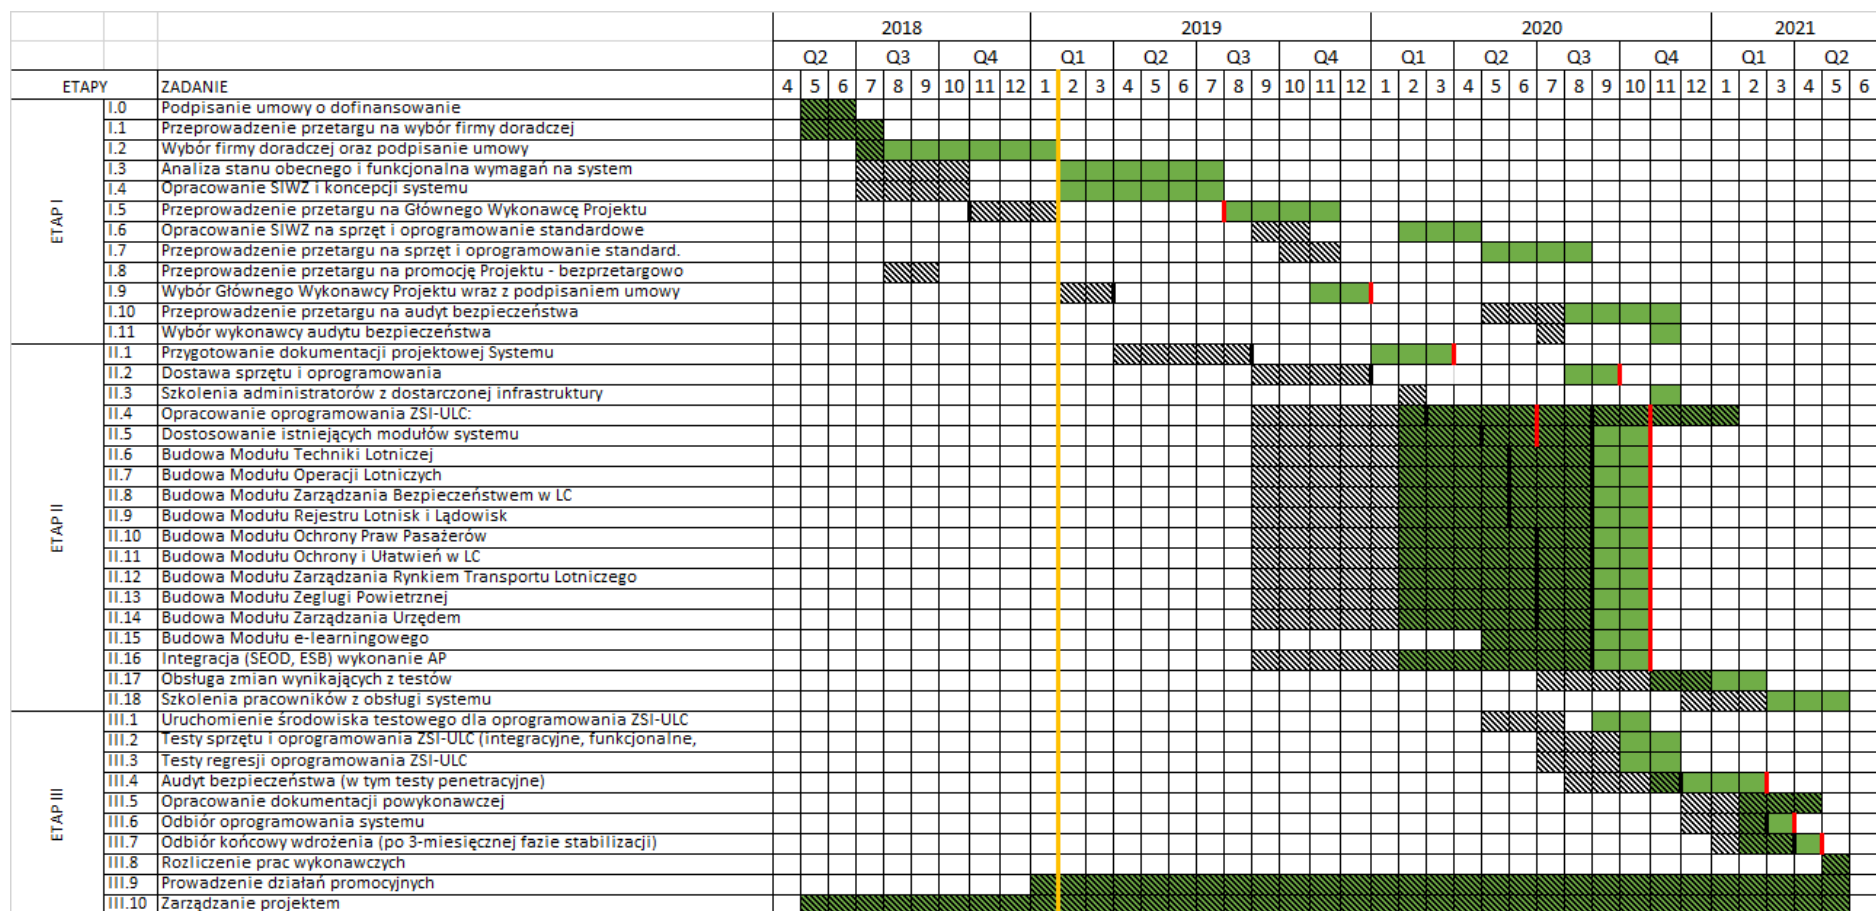 2018 2019 2020 2021
Q2 Q3 Q4 Q1 Q2 Q3 Q4 Q1 Q2 Q3 Q4 Q1 Q2
ETAPY ZADANIE 4 5 6 7 8 9 10 11 12 1 2 3 4 5 6 7 8 9 10 11 12 1 2 3 4 5 6 7 8 9 10 11 12 1 2 3 4 5 6
ETAP I
I.0 Podpisanie umowy o dofinansowanie
I.1 Przeprowadzenie przetargu na wybór firmy doradczej
I.2 Wybór firmy doradczej oraz podpisanie umowy
I.3 Analiza stanu obecnego i funkcjonalna wymagań na system
I.4 Opracowanie SIWZ i koncepcji systemu
I.5 Przeprowadzenie przetargu na Głównego Wykonawcę Projektu
I.6 Opracowanie SIWZ na sprzęt i oprogramowanie standardowe
I.7 Przeprowadzenie przetargu na sprzęt i oprogramowanie standard.
I.8 Przeprowadzenie przetargu na promocję Projektu - bezprzetargowo
I.9 Wybór Głównego Wykonawcy Projektu wraz z podpisaniem umowy
I.10 Przeprowadzenie przetargu na audyt bezpieczeństwa
I.11 Wybór wykonawcy audytu bezpieczeństwa
ETAP II
II.1 Przygotowanie dokumentacji projektowej Systemu
II.2 Dostawa sprzętu i oprogramowania
II.3 Szkolenia administratorów z dostarczonej infrastruktury
II.4 Opracowanie oprogramowania ZSI-ULC:
II.5 Dostosowanie istniejących modułów systemu
II.6 Budowa Modułu Techniki Lotniczej
II.7 Budowa Modułu Operacji Lotniczych
II.8 Budowa Modułu Zarządzania Bezpieczeństwem w LC
II.9 Budowa Modułu Rejestru Lotnisk i Lądowisk
II.10 Budowa Modułu Ochrony Praw Pasażerów
II.11 Budowa Modułu Ochrony i Ułatwień w LC
II.12 Budowa Modułu Zarządzania Rynkiem Transportu Lotniczego
II.13 Budowa Modułu Zeglugi Powietrznej
II.14 Budowa Modułu Zarządzania Urzędem
II.15 Budowa Modułu e-learningowego
II.16 Integracja (SEOD, ESB) wykonanie AP
II.17 Obsługa zmian wynikających z testów
II.18 Szkolenia pracowników z obsługi systemu
ETAP III
III.1 Uruchomienie środowiska testowego dla oprogramowania ZSI-ULC
III.2 Testy sprzętu i oprogramowania ZSI-ULC (integracyjne, funkcjonalne,
III.3 Testy regresji oprogramowania ZSI-ULC
III.4 Audyt bezpieczeństwa (w tym testy penetracyjne)
III.5 Opracowanie dokumentacji powykonawczej
III.6 Odbiór oprogramowania systemu
III.7 Odbiór końcowy wdrożenia (po 3-miesięcznej fazie stabilizacji)
III.8 Rozliczenie prac wykonawczych
III.9 Prowadzenie działań promocyjnych
III.10 Zarządzanie projektem